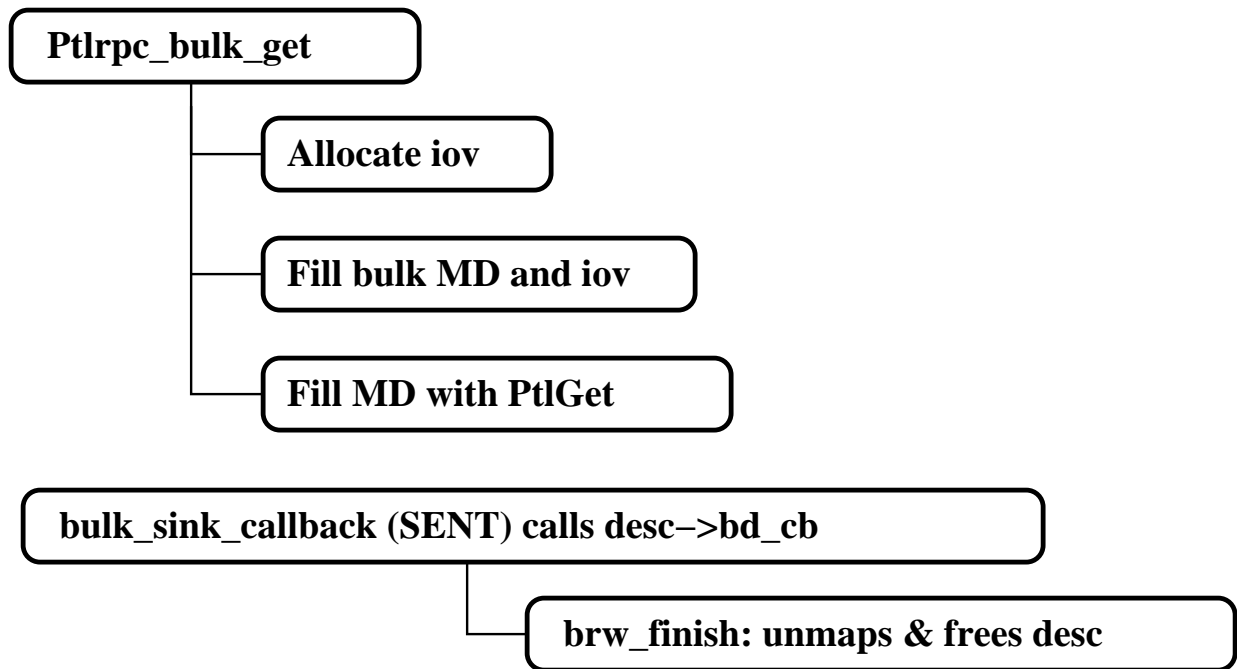 Ptlrpc_bulk_get
Allocate iov
Fill bulk MD and iov
Fill MD with PtlGet
bulk_sink_callback (SENT) calls desc−>bd_cb
brw_finish: unmaps & frees desc